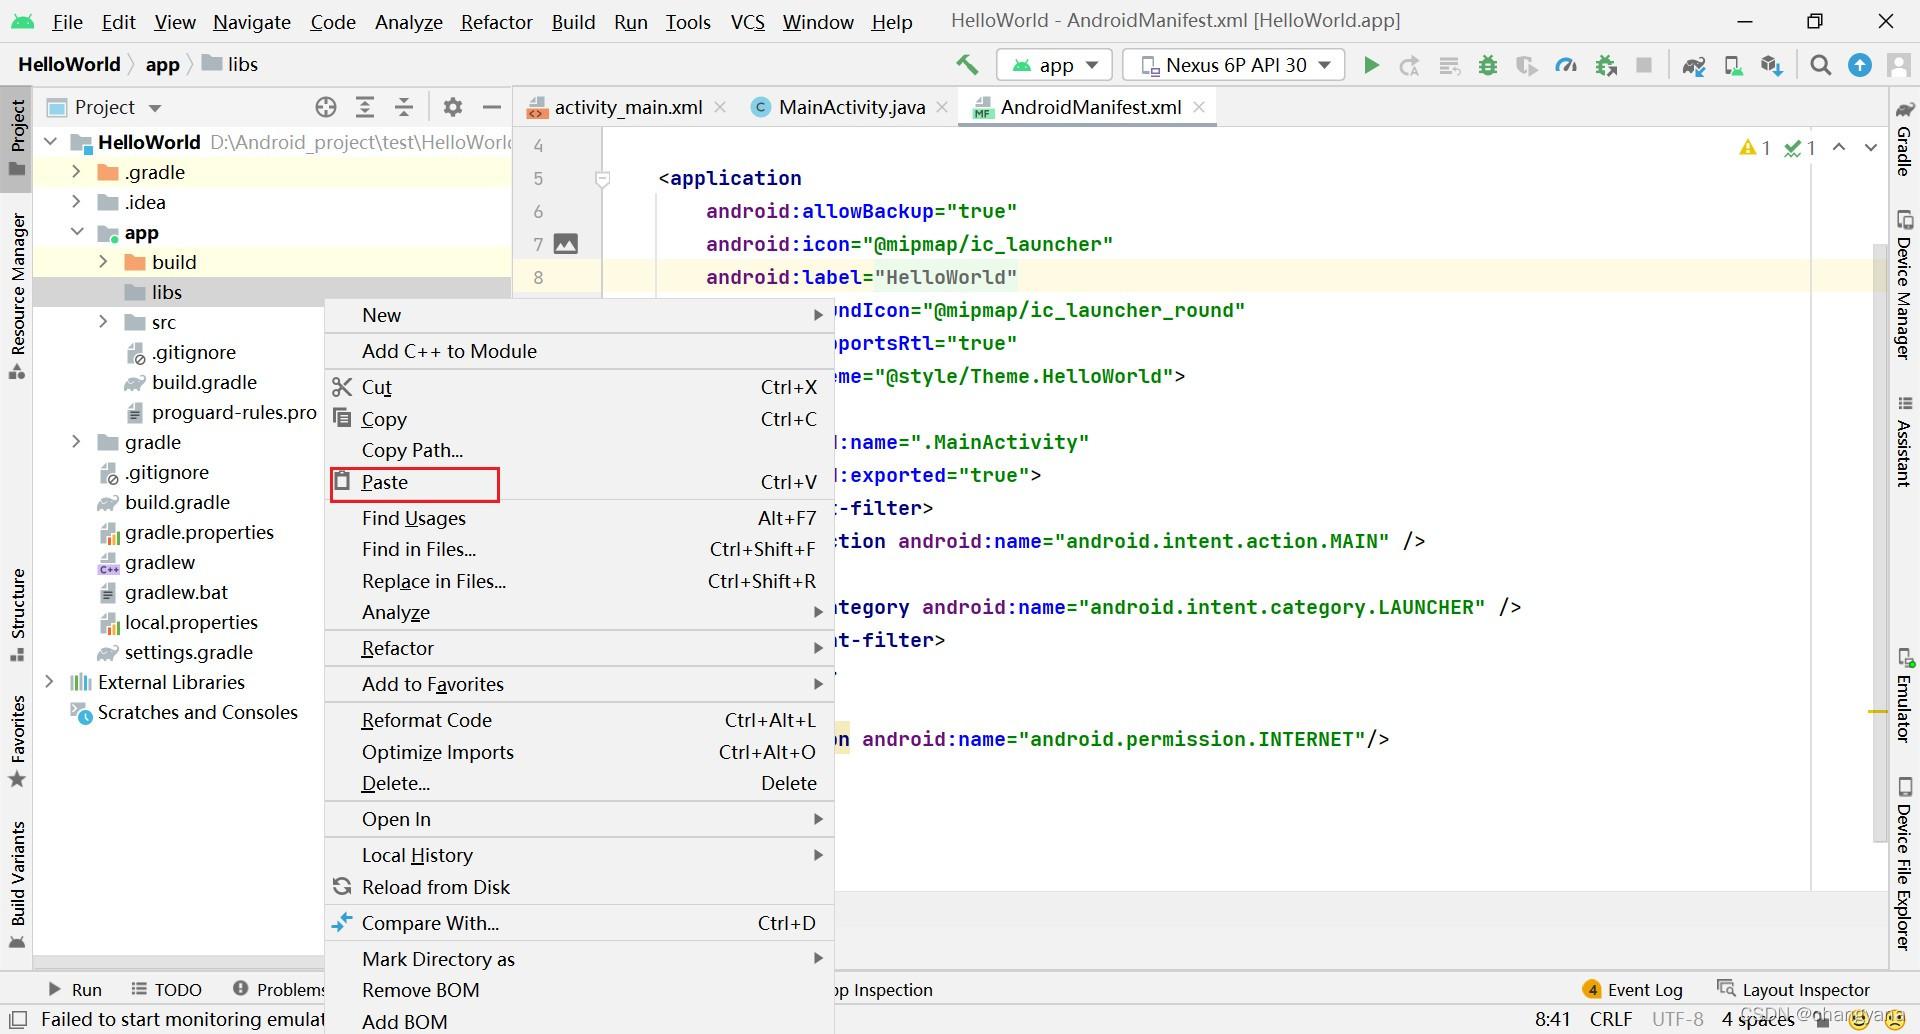 File Edit View Navigate Code Analyze Refactor Build Run Tools VCS Window Help HelloWorld - AndroidManifest.xml [HelloWorld.app]
HelloWorld app libs
app Nexus 6P API 30
Project
activity_main.xml MainActivity.java AndroidManifest.xml
HelloWorld D:\Android_project\test\HelloWorld
.gradle
.idea
app
build
libs
src
.gitignore
build.gradle
proguard-rules.pro
gradle
.gitignore
build.gradle
gradle.properties
gradlew
gradlew.bat
local.properties
settings.gradle
External Libraries
Scratches and Consoles
Project
Resource Manager
Structure
Favorites
Build Variants
New
Add C++ to Module
Cut Ctrl+X
Copy Ctrl+C
Copy Path...
Paste Ctrl+V
Find Usages Alt+F7
Find in Files... Ctrl+Shift+F
Replace in Files... Ctrl+Shift+R
Analyze
Refactor
Add to Favorites
Reformat Code Ctrl+Alt+L
Optimize Imports Ctrl+Alt+O
Delete... Delete
Open In
Local History
Reload from Disk
Compare With... Ctrl+D
Mark Directory as
Remove BOM
Add BOM
4
5 <application
6 android:allowBackup="true"
7 android:icon="@mipmap/ic_launcher"
8 android:label="HelloWorld"
undIcon="@mipmap/ic_launcher_round"
pportsRtl="true"
eme="@style/Theme.HelloWorld">
d:name=".MainActivity"
d:exported="true">
t-filter>
ction android:name="android.intent.action.MAIN" />
ategory android:name="android.intent.category.LAUNCHER" />
nt-filter>
on android:name="android.permission.INTERNET"/>
1 1
Gradle
Device Manager
Assistant
Emulator
Device File Explorer
Run TODO Problems pp Inspection 4 Event Log Layout Inspector
Failed to start monitoring emulat 8:41 CRLF UTF-8 4 spaces